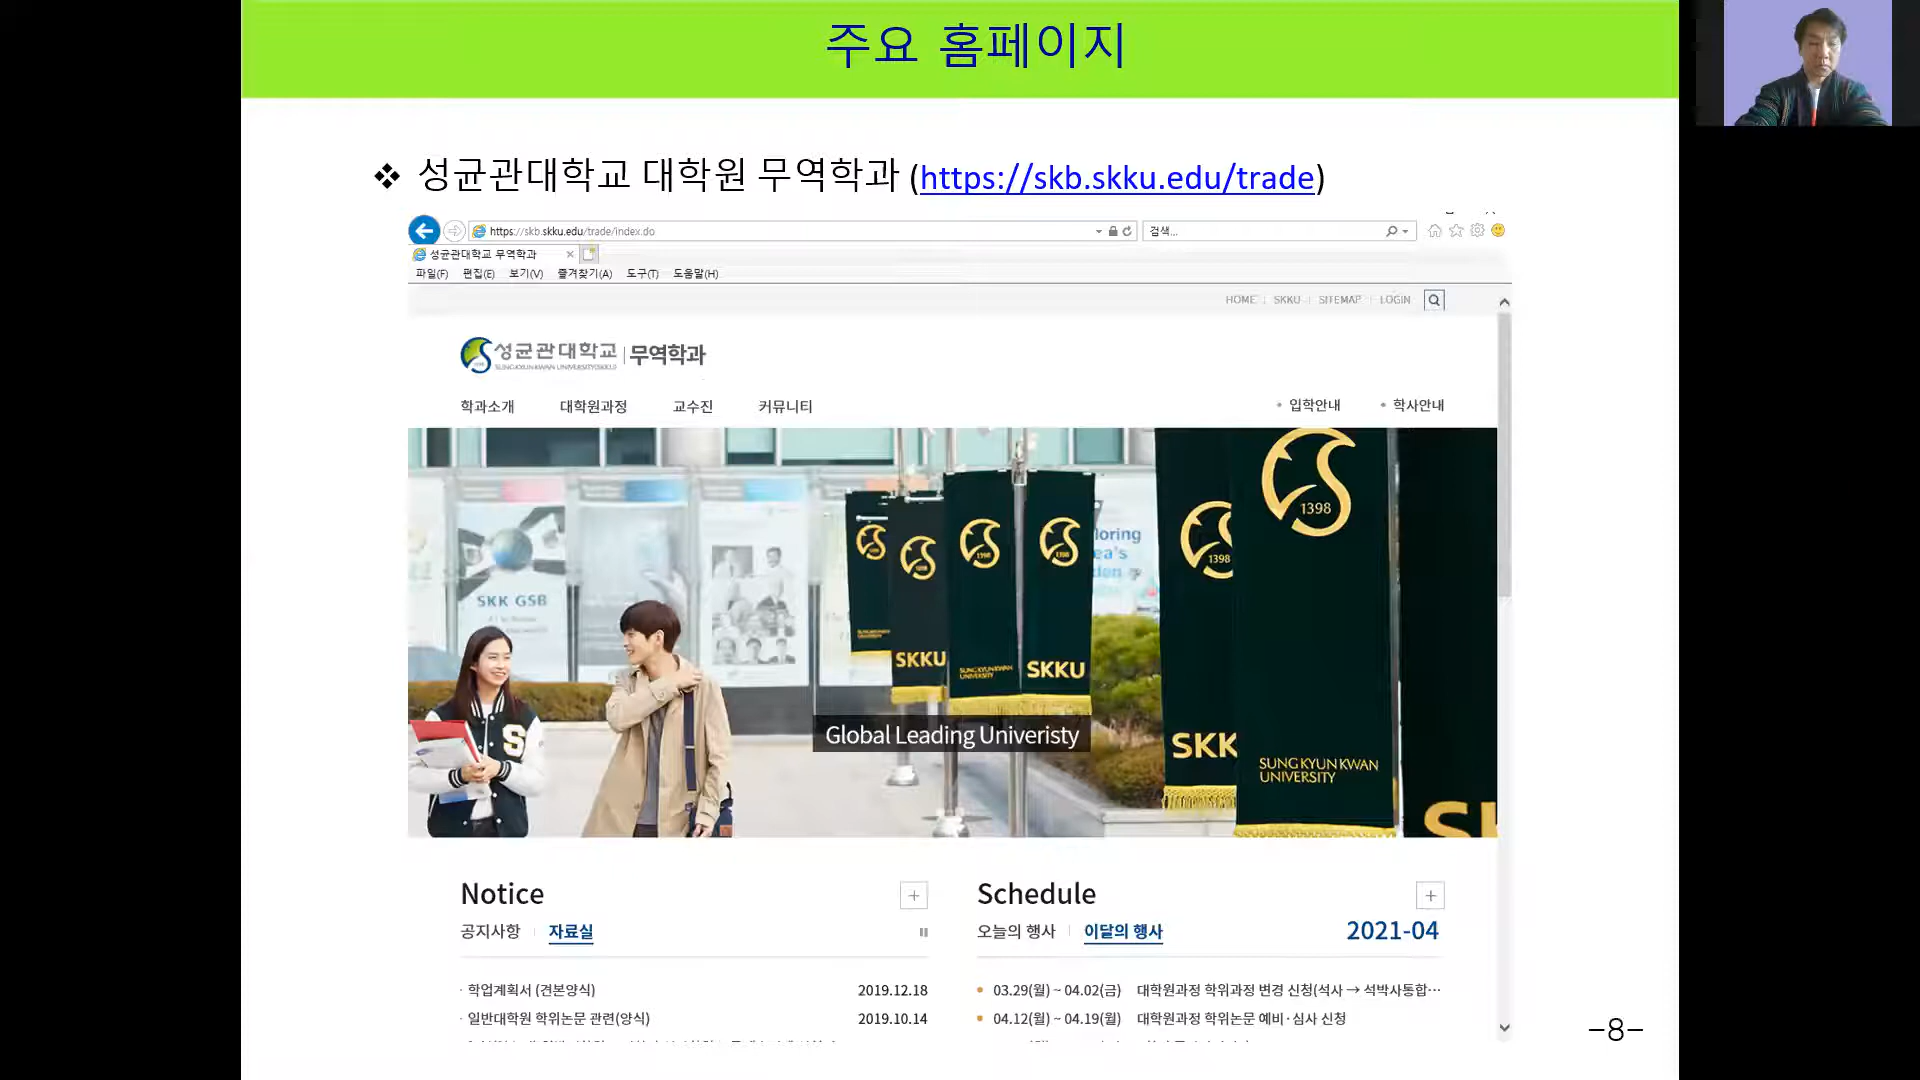 주요 홈페이지
❖ 성균관대학교 대학원 무역학과 (https://skb.skku.edu/trade)
https://skb.skku.edu/trade/index.do
검색...
성균관대학교 무역학과
파일(F) 편집(E) 보기(V) 즐겨찾기(A) 도구(T) 도움말(H)
HOME SKKU SITEMAP LOGIN
성균관대학교 무역학과
SUNGKYUNKWAN UNIVERSITY(SKKU)
학과소개 대학원과정 교수진 커뮤니티 • 입학안내 • 학사안내
1398
1398
SKK GSB
SKKU
SUNGKYUNKWAN
UNIVERSITY
SKKU
Global Leading Univeristy
SKK
SUNG KYUN KWAN
UNIVERSITY
Notice +
공지사항 자료실
· 학업계획서 (견본양식) 2019.12.18
· 일반대학원 학위논문 관련(양식) 2019.10.14
Schedule +
오늘의 행사 이달의 행사 2021-04
• 03.29(월) ~ 04.02(금) 대학원과정 학위과정 변경 신청(석사 → 석박사통합…
• 04.12(월) ~ 04.19(월) 대학원과정 학위논문 예비·심사 신청
-8-